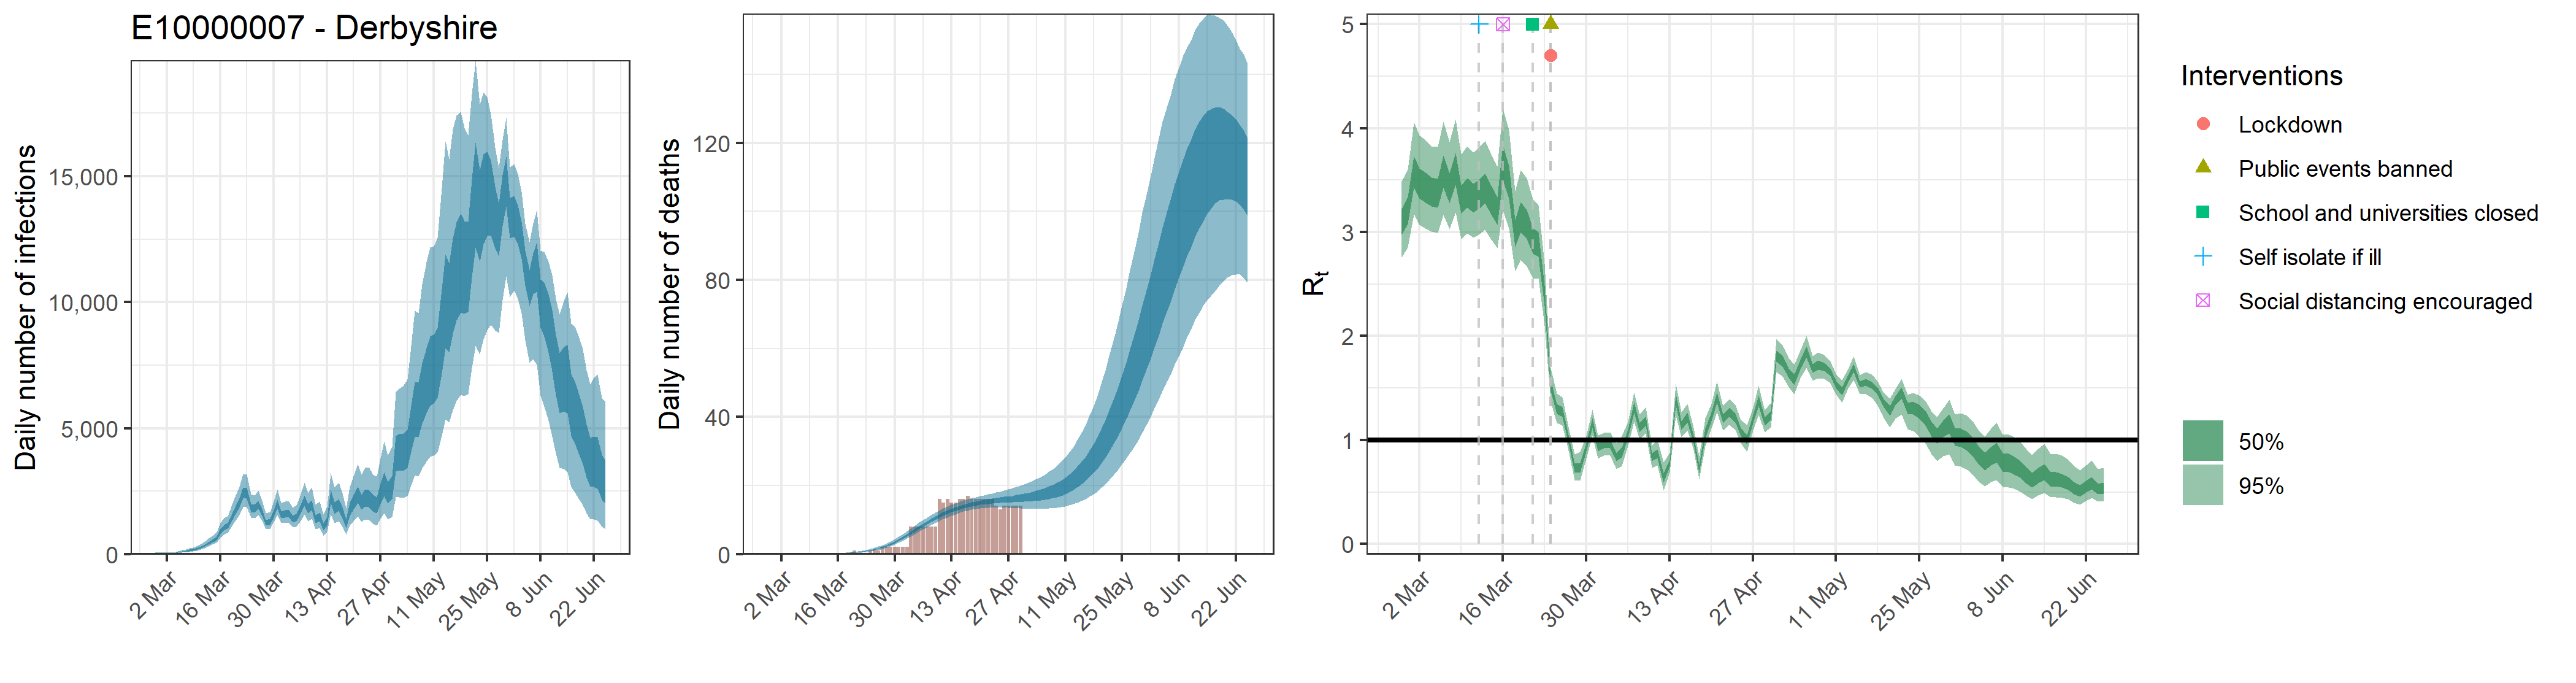 E10000007 - Derbyshire
Daily number of infections
15,000
10,000
5,000
0
2 Mar
16 Mar
30 Mar
13 Apr
27 Apr
11 May
25 May
8 Jun
22 Jun
Daily number of deaths
120
80
40
0
2 Mar
16 Mar
30 Mar
13 Apr
27 Apr
11 May
25 May
8 Jun
22 Jun
Rt
5
4
3
2
1
0
2 Mar
16 Mar
30 Mar
13 Apr
27 Apr
11 May
25 May
8 Jun
22 Jun
Interventions
Lockdown
Public events banned
School and universities closed
Self isolate if ill
Social distancing encouraged
50%
95%